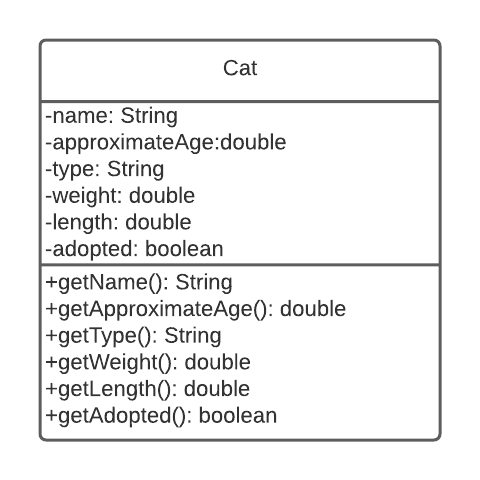 Cat
-name: String
-approximateAge:double
-type: String
-weight: double
-length: double
-adopted: boolean
+getName(): String
+getApproximateAge(): double
+getType(): String
+getWeight(): double
+getLength(): double
+getAdopted(): boolean